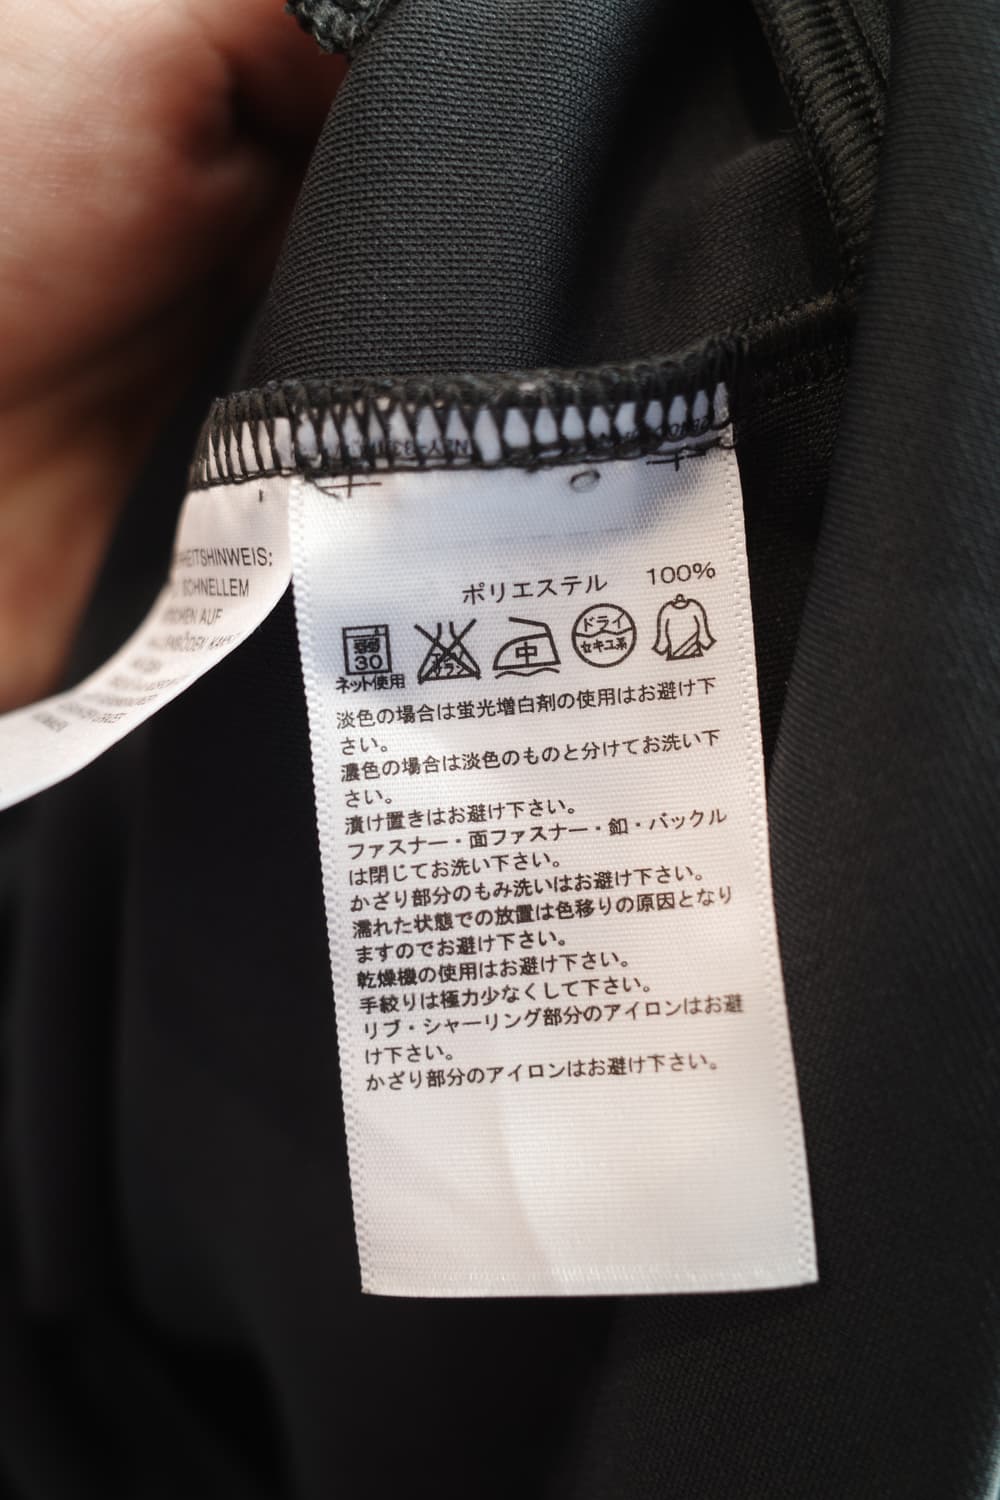 HEITSHINWEIS:
SCHNELLEM
AUF
ポリエステル 100%
弱
30
ネット使用
中
ドライ
セキユ系
淡色の場合は蛍光増白剤の使用はお避け下
さい。
濃色の場合は淡色のものと分けてお洗い下
さい。
漬け置きはお避け下さい。
ファスナー・面ファスナー・釦・バックル
は閉じてお洗い下さい。
かざり部分のもみ洗いはお避け下さい。
濡れた状態での放置は色移りの原因となり
ますのでお避け下さい。
乾燥機の使用はお避け下さい。
手絞りは極力少なくして下さい。
リブ・シャーリング部分のアイロンはお避
け下さい。
かざり部分のアイロンはお避け下さい。